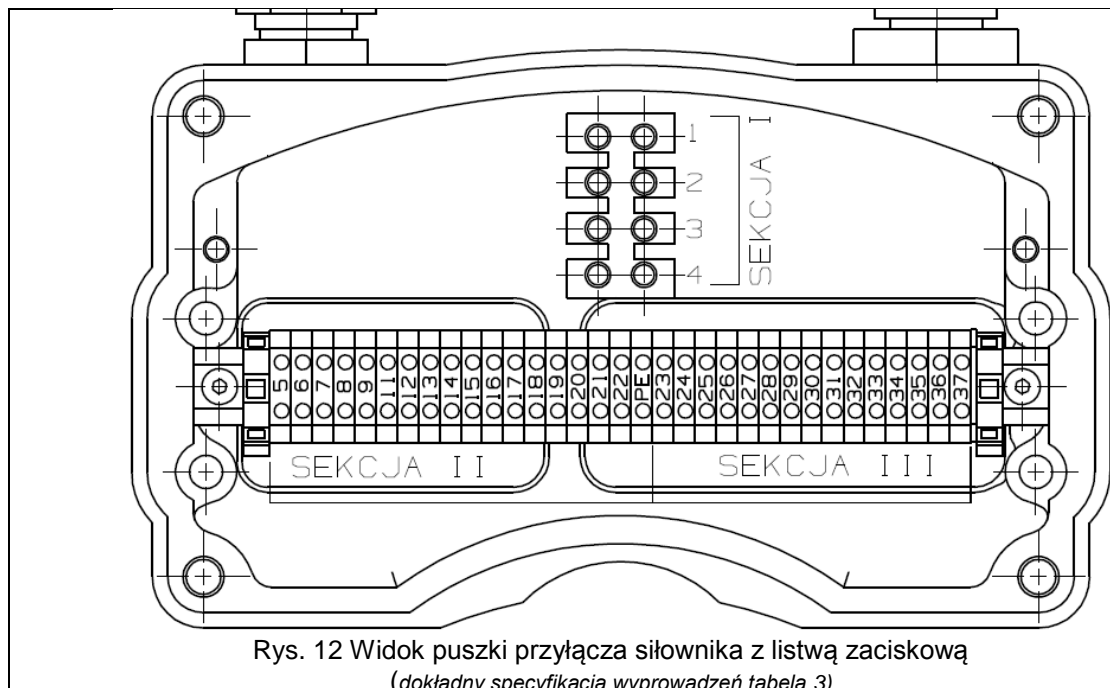 1
2
3
4
SEKCJA I
5 6 7 8 9 11 12 13 14 15 16 17 18 19 20 21 22 PE 23 24 25 26 27 28 29 30 31 32 33 34 35 36 37
SEKCJA II
SEKCJA III
Rys. 12 Widok puszki przyłącza siłownika z listwą zaciskową
(dokładny specyfikacja wyprowadzeń tabela 3)